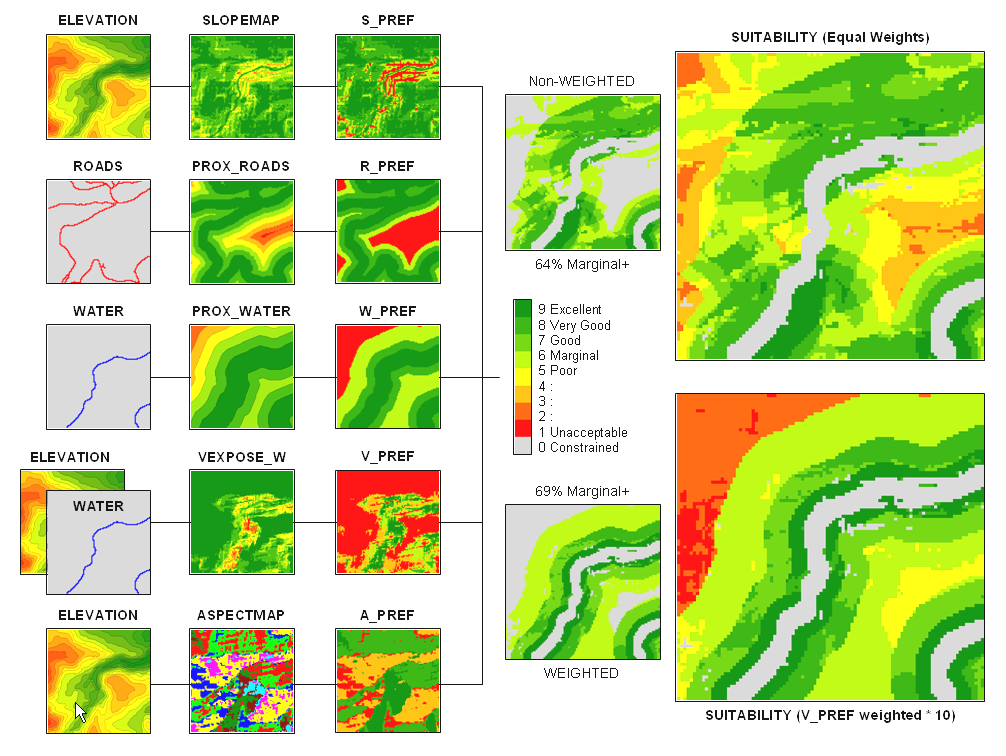 ELEVATION
SLOPEMAP
S_PREF
ROADS
PROX_ROADS
R_PREF
WATER
PROX_WATER
W_PREF
ELEVATION
WATER
VEXPOSE_W
V_PREF
ELEVATION
ASPECTMAP
A_PREF
Non-WEIGHTED
64% Marginal+
9 Excellent
8 Very Good
7 Good
6 Marginal
5 Poor
4 :
3 :
2 :
1 Unacceptable
0 Constrained
69% Marginal+
WEIGHTED
SUITABILITY (Equal Weights)
SUITABILITY (V_PREF weighted * 10)